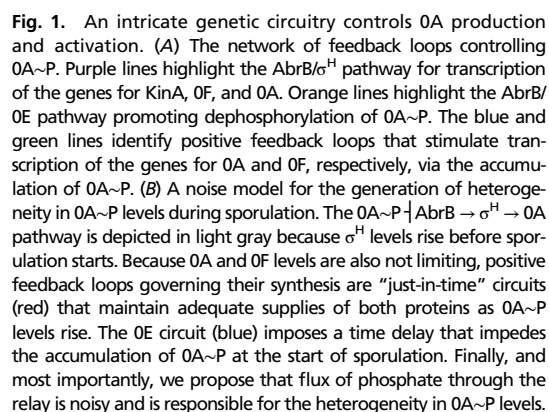 Fig. 1. An intricate genetic circuitry controls 0A production
and activation. (A) The network of feedback loops controlling
0A~P. Purple lines highlight the AbrB/σH pathway for transcription
of the genes for KinA, 0F, and 0A. Orange lines highlight the AbrB/
0E pathway promoting dephosphorylation of 0A~P. The blue and
green lines identify positive feedback loops that stimulate tran-
scription of the genes for 0A and 0F, respectively, via the accumu-
lation of 0A~P. (B) A noise model for the generation of heteroge-
neity in 0A~P levels during sporulation. The 0A~P ┤ AbrB → σH → 0A
pathway is depicted in light gray because σH levels rise before spor-
ulation starts. Because 0A and 0F levels are also not limiting, positive
feedback loops governing their synthesis are “just-in-time” circuits
(red) that maintain adequate supplies of both proteins as 0A~P
levels rise. The 0E circuit (blue) imposes a time delay that impedes
the accumulation of 0A~P at the start of sporulation. Finally, and
most importantly, we propose that flux of phosphate through the
relay is noisy and is responsible for the heterogeneity in 0A~P levels.